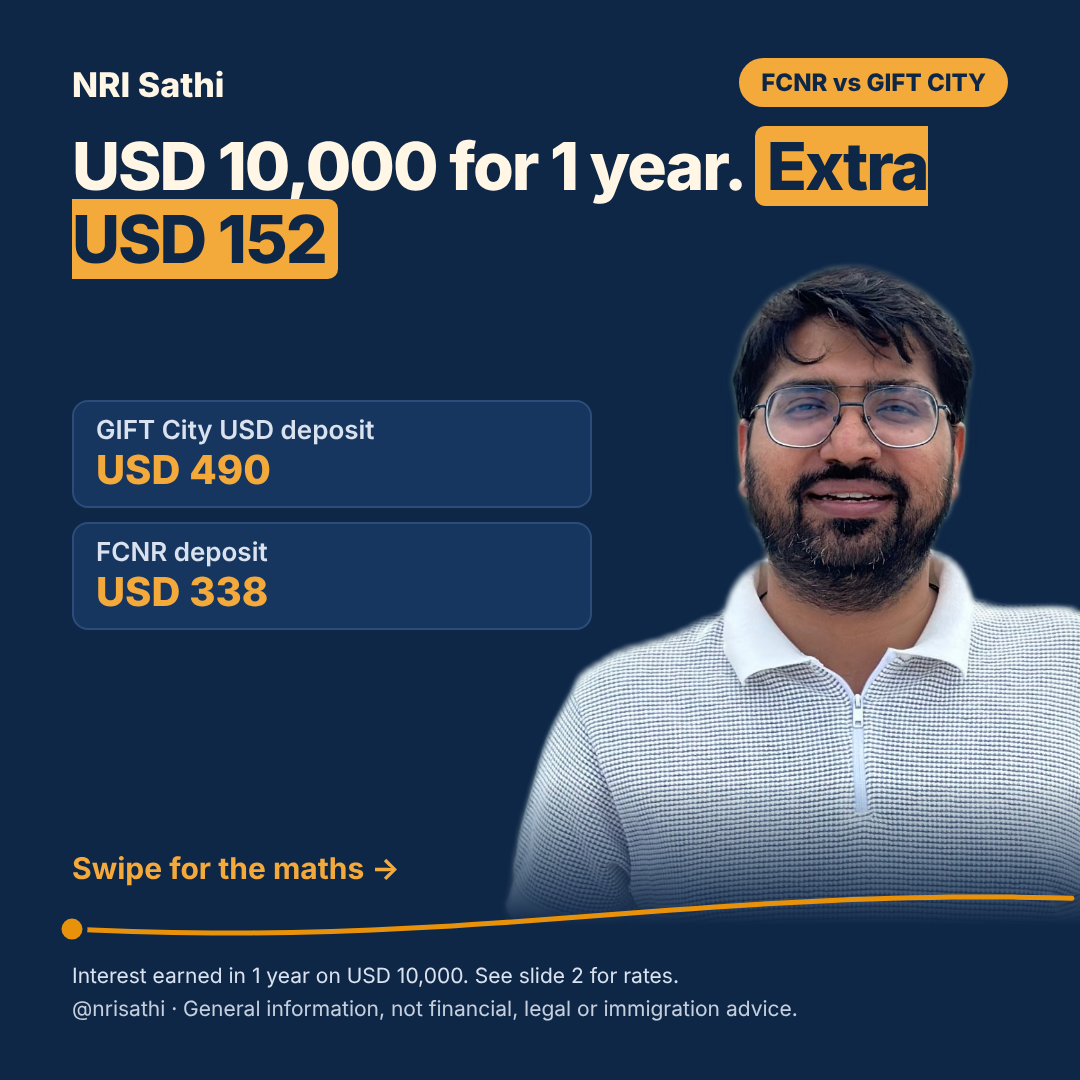 NRI Sathi
FCNR vs GIFT CITY
USD 10,000 for 1 year. Extra
USD 152
GIFT City USD deposit
USD 490
FCNR deposit
USD 338
Swipe for the maths →
Interest earned in 1 year on USD 10,000. See slide 2 for rates.
@nrisathi · General information, not financial, legal or immigration advice.